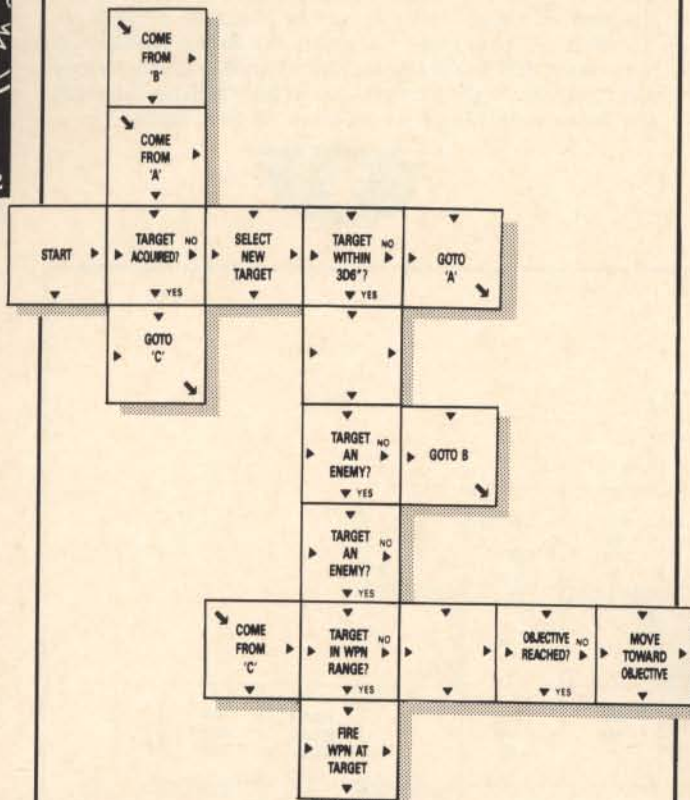 COME
FROM
'B'
COME
FROM
'A'
START
TARGET NO
ACQUIRED?
YES
SELECT
NEW
TARGET
TARGET NO
WITHIN
3D6"?
YES
GOTO
'A'
GOTO
'C'
TARGET NO
AN
ENEMY?
YES
GOTO B
TARGET NO
AN
ENEMY?
YES
COME
FROM
'C'
TARGET NO
IN WPN
RANGE?
YES
OBJECTIVE NO
REACHED?
YES
MOVE
TOWARD
OBJECTIVE
FIRE
WPN AT
TARGET